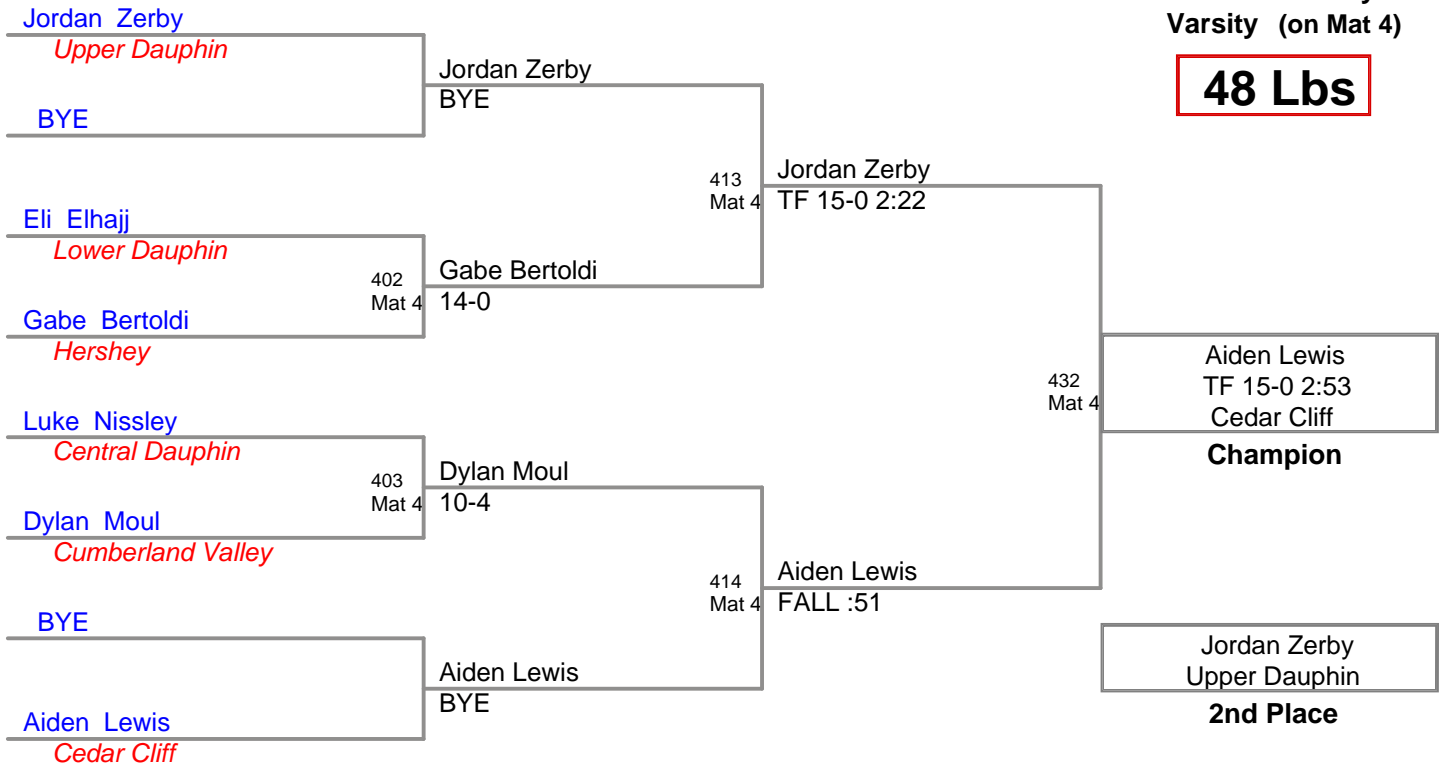 Varsity (on Mat 4)
48 Lbs
Jordan Zerby
Upper Dauphin
BYE
Eli Elhajj
Lower Dauphin
Gabe Bertoldi
Hershey
Luke Nissley
Central Dauphin
Dylan Moul
Cumberland Valley
BYE
Aiden Lewis
Cedar Cliff
Jordan Zerby
BYE
402
Mat 4
Gabe Bertoldi
14-0
403
Mat 4
Dylan Moul
10-4
Aiden Lewis
BYE
413
Mat 4
Jordan Zerby
TF 15-0 2:22
414
Mat 4
Aiden Lewis
FALL :51
432
Mat 4
Aiden Lewis
TF 15-0 2:53
Cedar Cliff
Champion
Jordan Zerby
Upper Dauphin
2nd Place